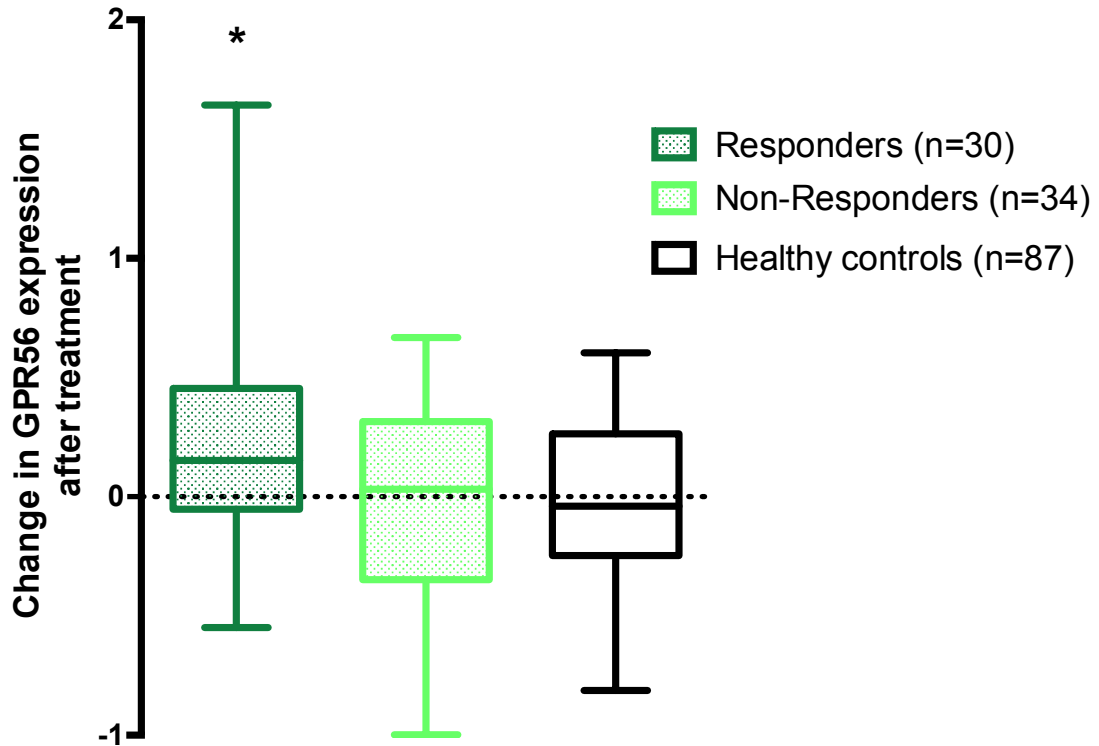 2
*
1
0
-1
Change in GPR56 expression
after treatment
Responders (n=30)
Non-Responders (n=34)
Healthy controls (n=87)